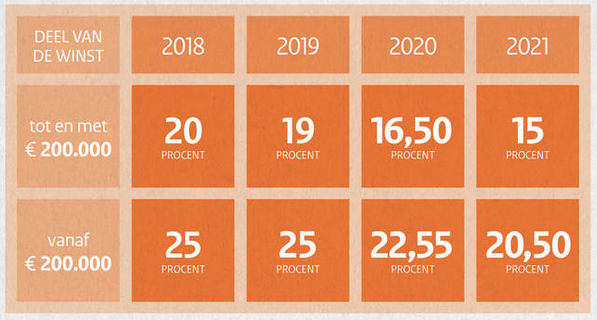 DEEL VAN
DE WINST
2018
2019
2020
2021
tot en met
€ 200.000
20
PROCENT
19
PROCENT
16,50
PROCENT
15
PROCENT
vanaf
€ 200.000
25
PROCENT
25
PROCENT
22,55
PROCENT
20,50
PROCENT